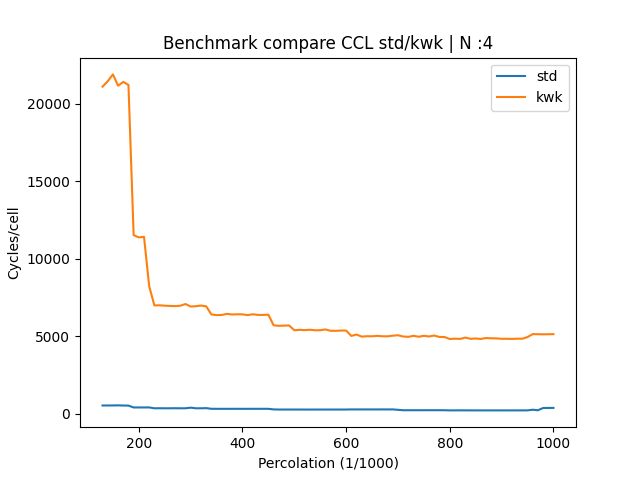 Benchmark compare CCL std/kwk | N :4
std
kwk
20000
15000
10000
5000
0
Cycles/cell
200
400
600
800
1000
Percolation (1/1000)